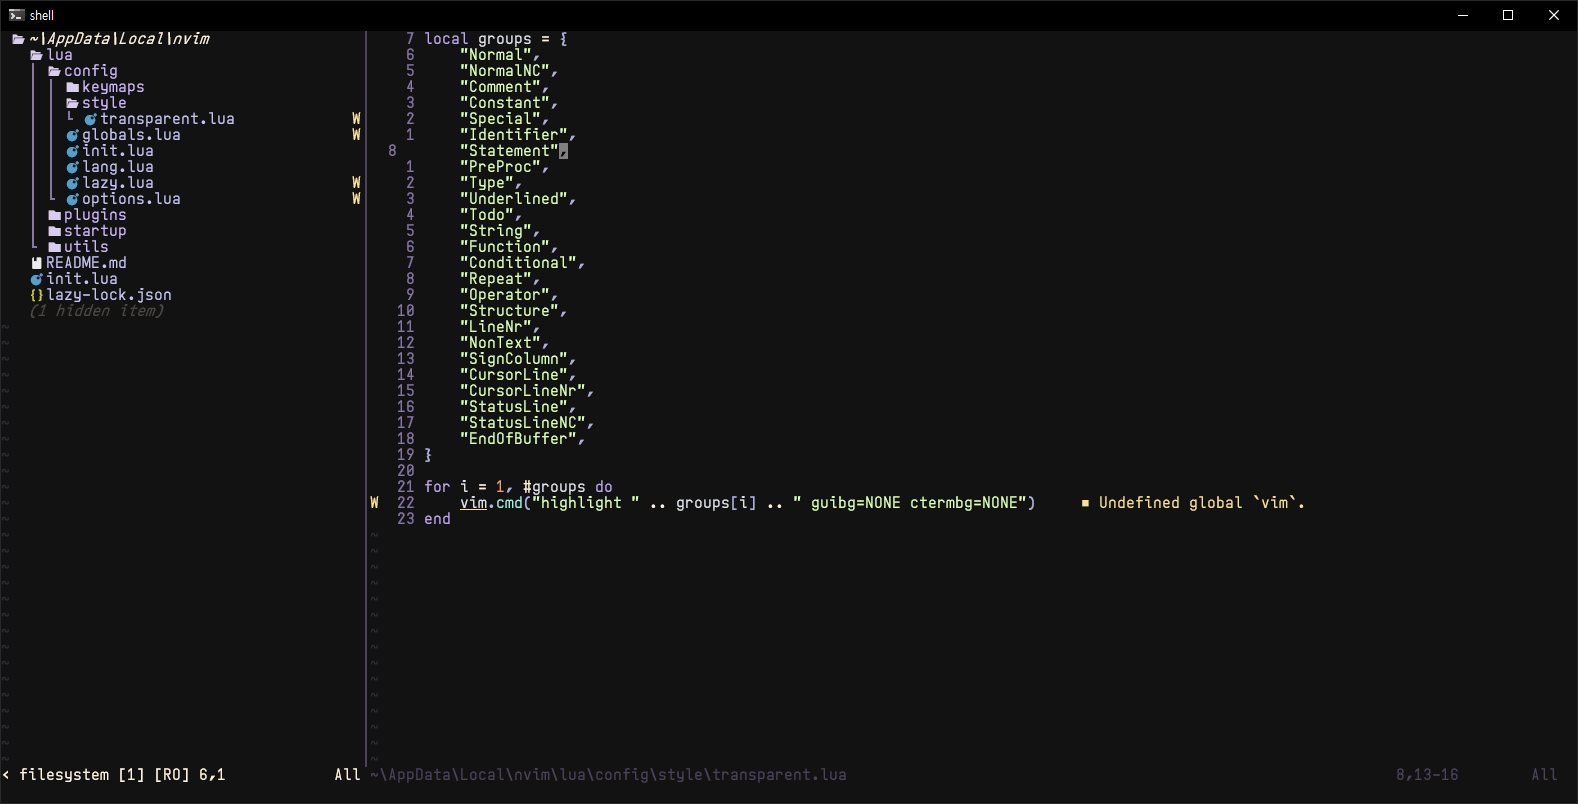 shell
~\AppData\Local\nvim
lua
config
keymaps
style
transparent.lua W
globals.lua W
init.lua
lang.lua
lazy.lua W
options.lua W
plugins
startup
utils
README.md
init.lua
{} lazy-lock.json
(1 hidden item)
7 local groups = {
6 "Normal",
5 "NormalNC",
4 "Comment",
3 "Constant",
2 "Special",
1 "Identifier",
8 "Statement",
1 "PreProc",
2 "Type",
3 "Underlined",
4 "Todo",
5 "String",
6 "Function",
7 "Conditional",
8 "Repeat",
9 "Operator",
10 "Structure",
11 "LineNr",
12 "NonText",
13 "SignColumn",
14 "CursorLine",
15 "CursorLineNr",
16 "StatusLine",
17 "StatusLineNC",
18 "EndOfBuffer",
19 }
20
21 for i = 1, #groups do
W 22 vim.cmd("highlight " .. groups[i] .. " guibg=NONE ctermbg=NONE") ■ Undefined global `vim`.
23 end
< filesystem [1] [RO] 6,1 All
~\AppData\Local\nvim\lua\config\style\transparent.lua 8,13-16 All